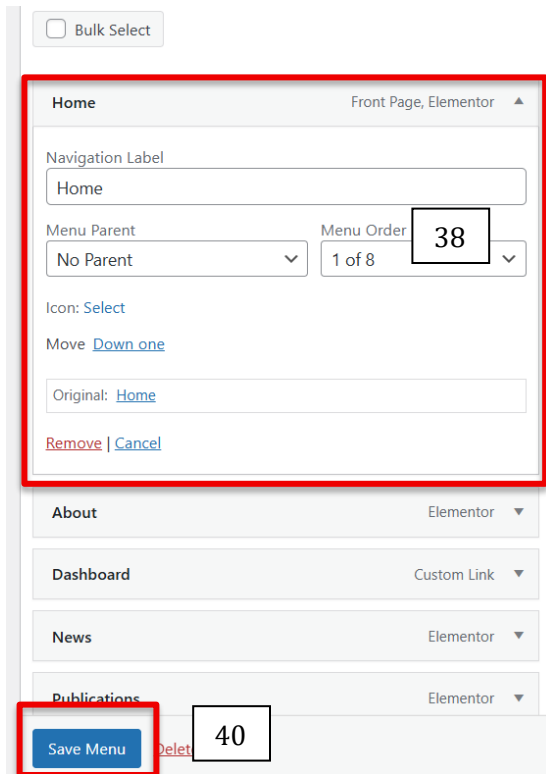 Bulk Select
Home Front Page, Elementor
Navigation Label
Home
Menu Parent Menu Order
38
No Parent 1 of 8
Icon: Select
Move Down one
Original: Home
Remove | Cancel
About Elementor
Dashboard Custom Link
News Elementor
Publications Elementor
Save Menu 40